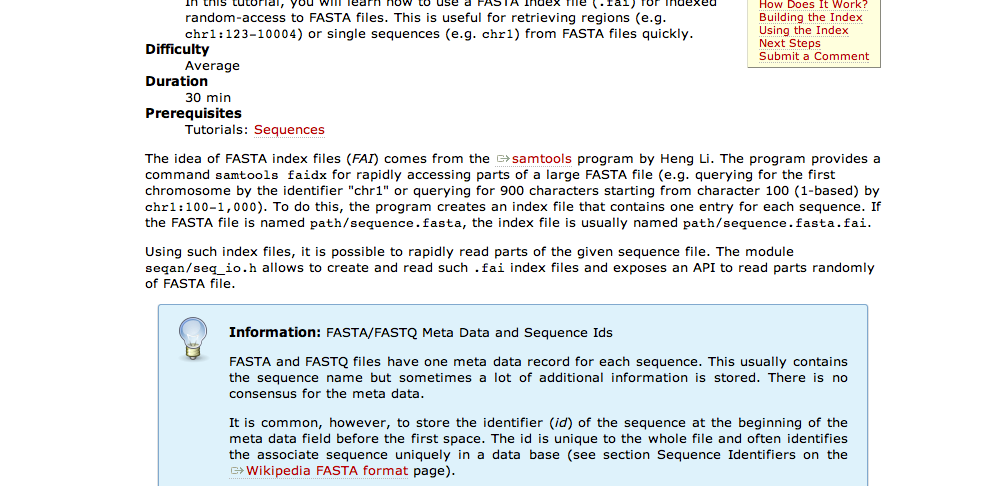 In this tutorial, you will learn how to use a FASTA Index file (.fai) for indexed
random-access to FASTA files. This is useful for retrieving regions (e.g.
chr1:123-10004) or single sequences (e.g. chr1) from FASTA files quickly.
Difficulty
Average
Duration
30 min
Prerequisites
Tutorials: Sequences
How Does It Work?
Building the Index
Using the Index
Next Steps
Submit a Comment
The idea of FASTA index files (FAI) comes from the samtools program by Heng Li. The program provides a
command samtools faidx for rapidly accessing parts of a large FASTA file (e.g. querying for the first
chromosome by the identifier "chr1" or querying for 900 characters starting from character 100 (1-based) by
chr1:100-1,000). To do this, the program creates an index file that contains one entry for each sequence. If
the FASTA file is named path/sequence.fasta, the index file is usually named path/sequence.fasta.fai.
Using such index files, it is possible to rapidly read parts of the given sequence file. The module
seqan/seq_io.h allows to create and read such .fai index files and exposes an API to read parts randomly
of FASTA file.
Information: FASTA/FASTQ Meta Data and Sequence Ids
FASTA and FASTQ files have one meta data record for each sequence. This usually contains
the sequence name but sometimes a lot of additional information is stored. There is no
consensus for the meta data.
It is common, however, to store the identifier (id) of the sequence at the beginning of the
meta data field before the first space. The id is unique to the whole file and often identifies
the associate sequence uniquely in a data base (see section Sequence Identifiers on the
Wikipedia FASTA format page).